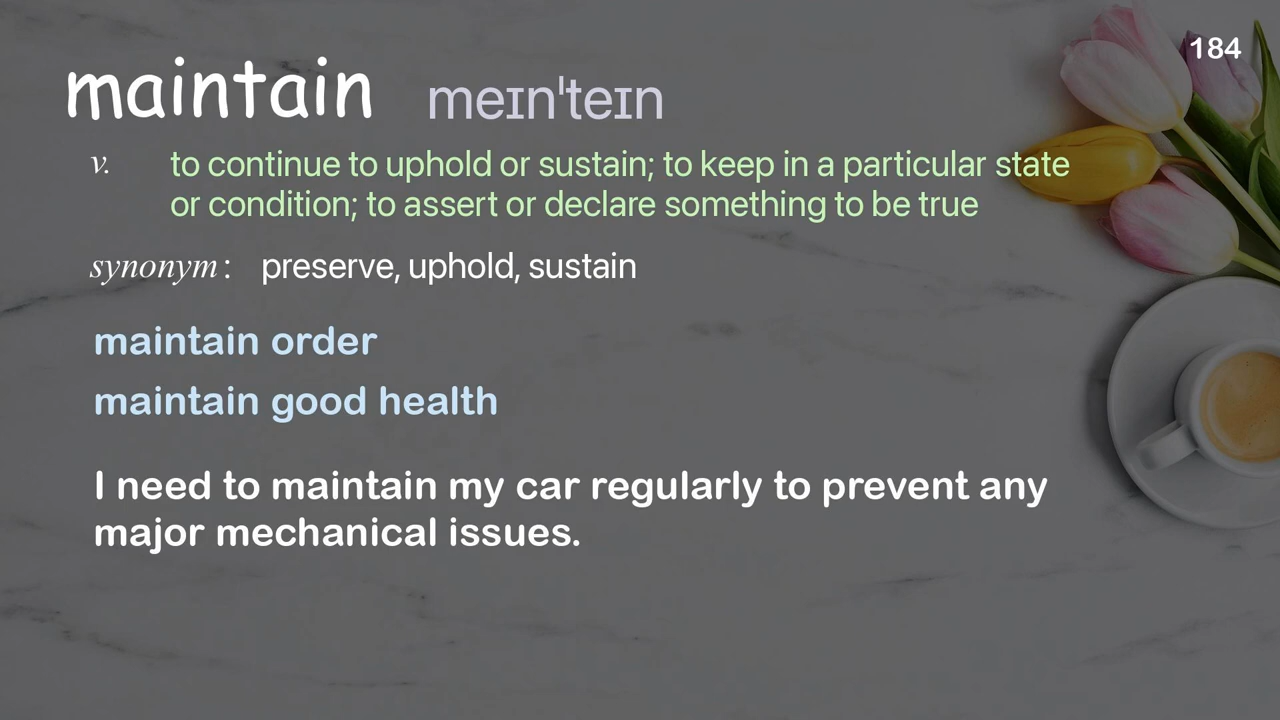 184
maintain meɪnˈteɪn
v. to continue to uphold or sustain; to keep in a particular state
or condition; to assert or declare something to be true
synonym: preserve, uphold, sustain
maintain order
maintain good health
I need to maintain my car regularly to prevent any
major mechanical issues.